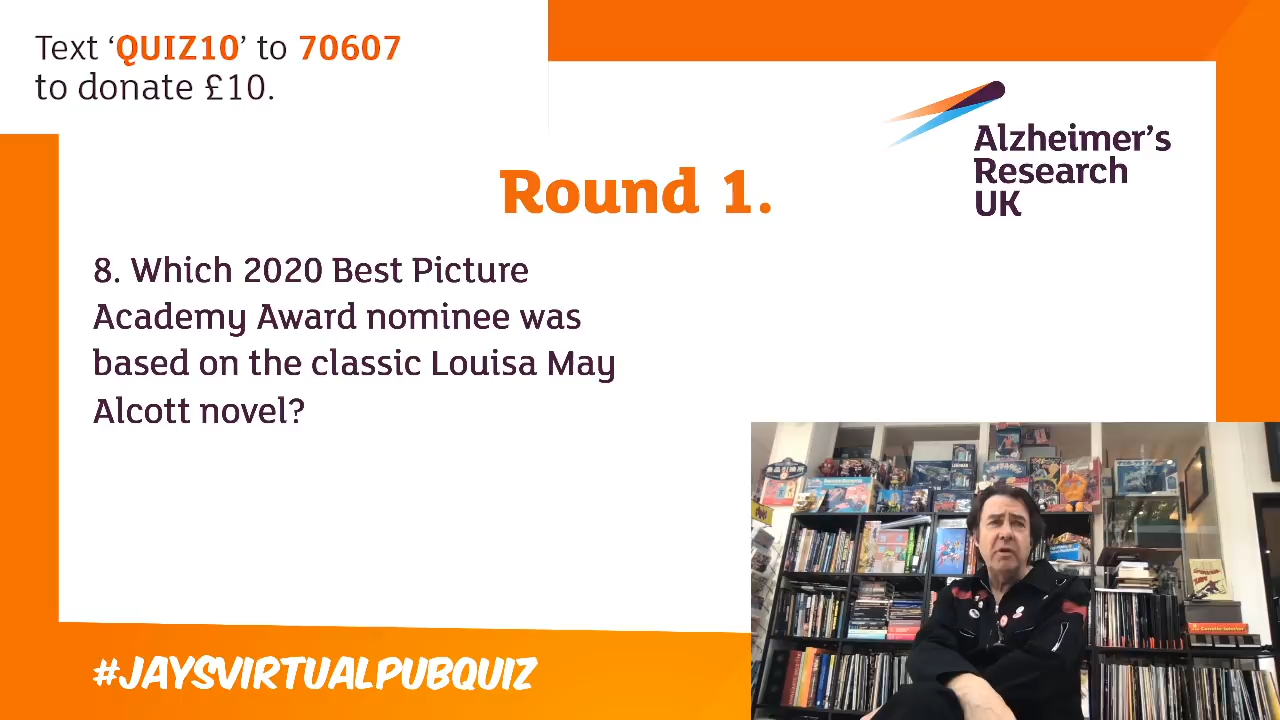 Text ‘QUIZ10’ to 70607
to donate £10.
Alzheimer’s
Research
UK
Round 1.
8. Which 2020 Best Picture
Academy Award nominee was
based on the classic Louisa May
Alcott novel?
#JAYSVIRTUALPUBQUIZ